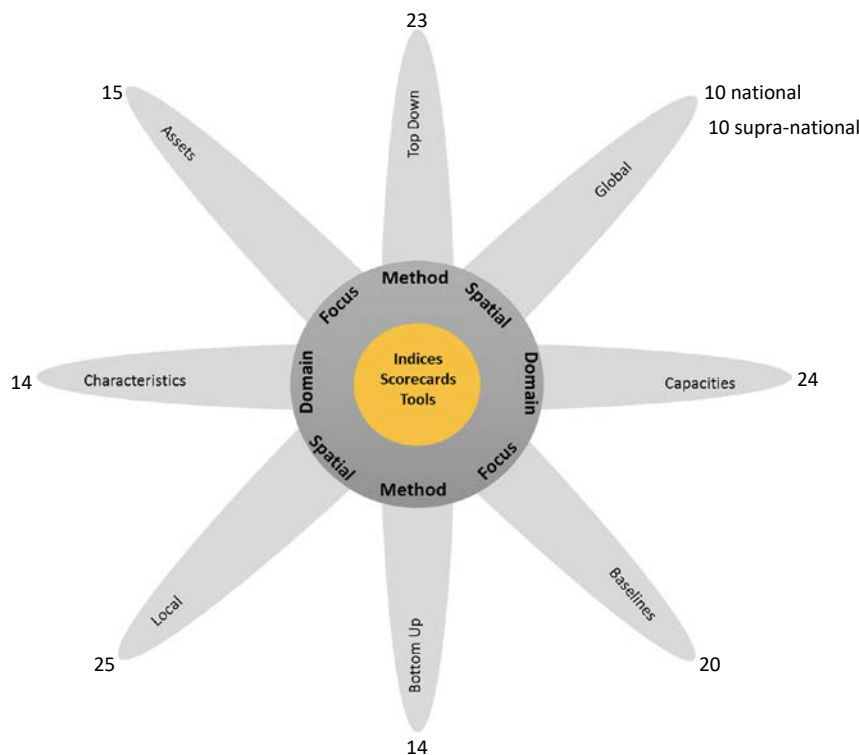 23
15
10 national
10 supra-national
Assets
Top Down
Global
Focus
Method
Spatial
14
Characteristics
Domain
Indices
Scorecards
Tools
Domain
Capacities
24
Spatial
Method
Focus
Local
Bottom Up
Baselines
25
20
14